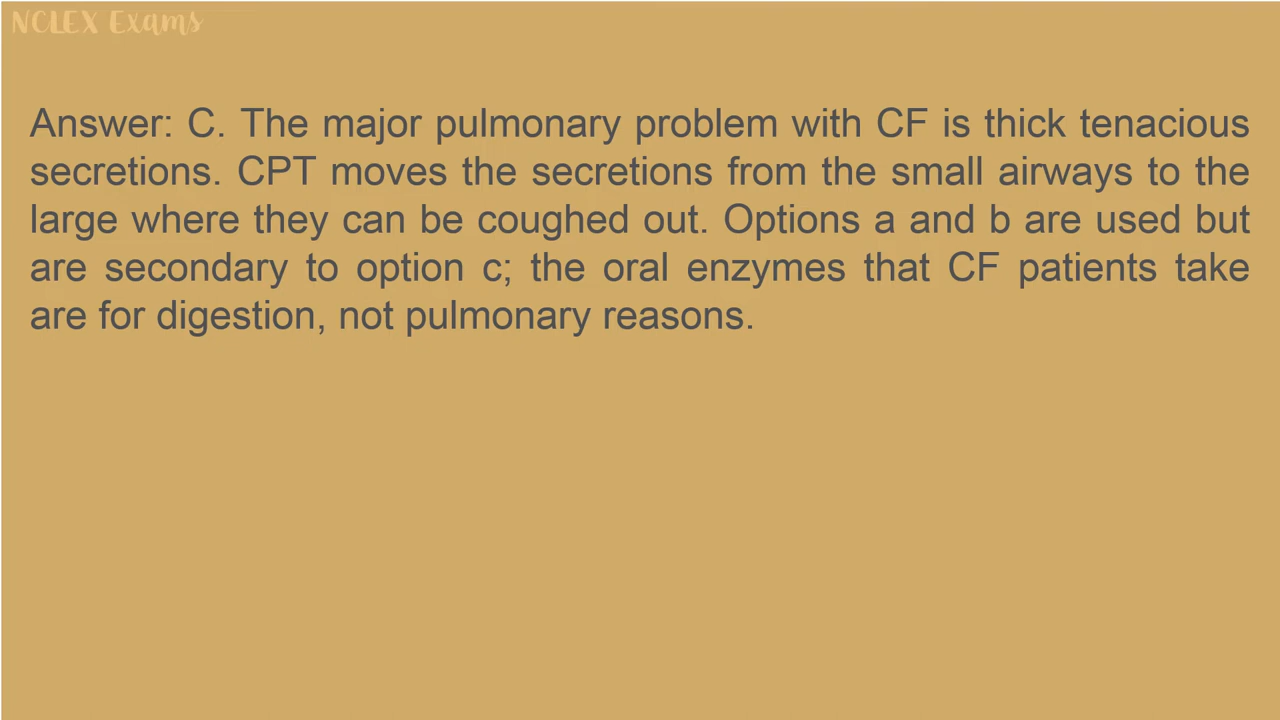 NCLEX Exams
Answer: C. The major pulmonary problem with CF is thick tenacious
secretions. CPT moves the secretions from the small airways to the
large where they can be coughed out. Options a and b are used but
are secondary to option c; the oral enzymes that CF patients take
are for digestion, not pulmonary reasons.